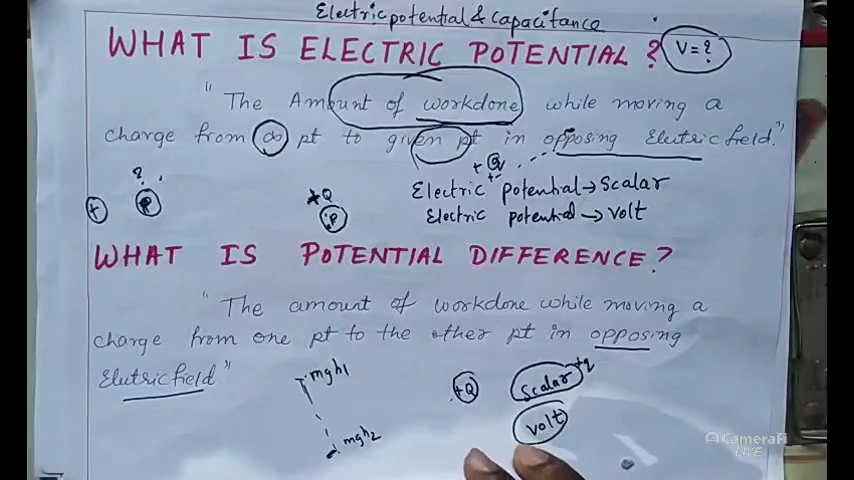 Electric potential & capacitance
WHAT IS ELECTRIC POTENTIAL?
V = ?
"The Amount of workdone while moving a
charge from ∞ pt to given pt in opposing Elutric field."
+Q
?
+
P
+Q
P
Electric potential → Scalar
Electric potential → volt
WHAT IS POTENTIAL DIFFERENCE?
"The amount of workdone while moving a
charge from one pt to the other pt in opposing
Elutric field"
mgh1
mgh2
+Q
Scalar
+q
volt
CameraFi
LIVE